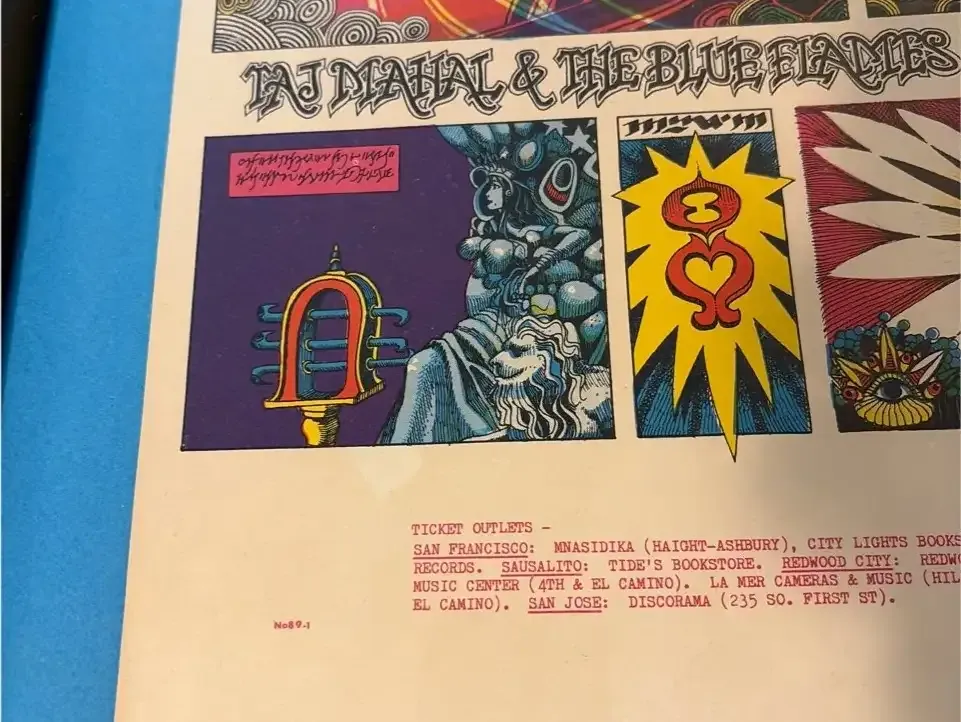 TAJ MAHAL & THE BLUE FLAMES
TICKET OUTLETS –
SAN FRANCISCO: MNASIDIKA (HAIGHT-ASHBURY), CITY LIGHTS BOOKS
RECORDS. SAUSALITO: TIDE'S BOOKSTORE. REDWOOD CITY: REDW
MUSIC CENTER (4TH & EL CAMINO). LA MER CAMERAS & MUSIC (HIL
EL CAMINO). SAN JOSE: DISCORAMA (235 SO. FIRST ST).
No89-1